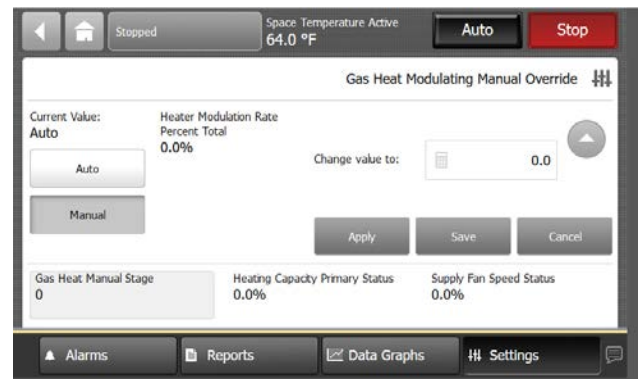 Stopped
Space Temperature Active
64.0 °F
Auto
Stop
Gas Heat Modulating Manual Override
Current Value:
Auto
Heater Modulation Rate
Percent Total
0.0%
Auto
Manual
Change value to:
0.0
Apply
Save
Cancel
Gas Heat Manual Stage
0
Heating Capacity Primary Status
0.0%
Supply Fan Speed Status
0.0%
Alarms
Reports
Data Graphs
Settings